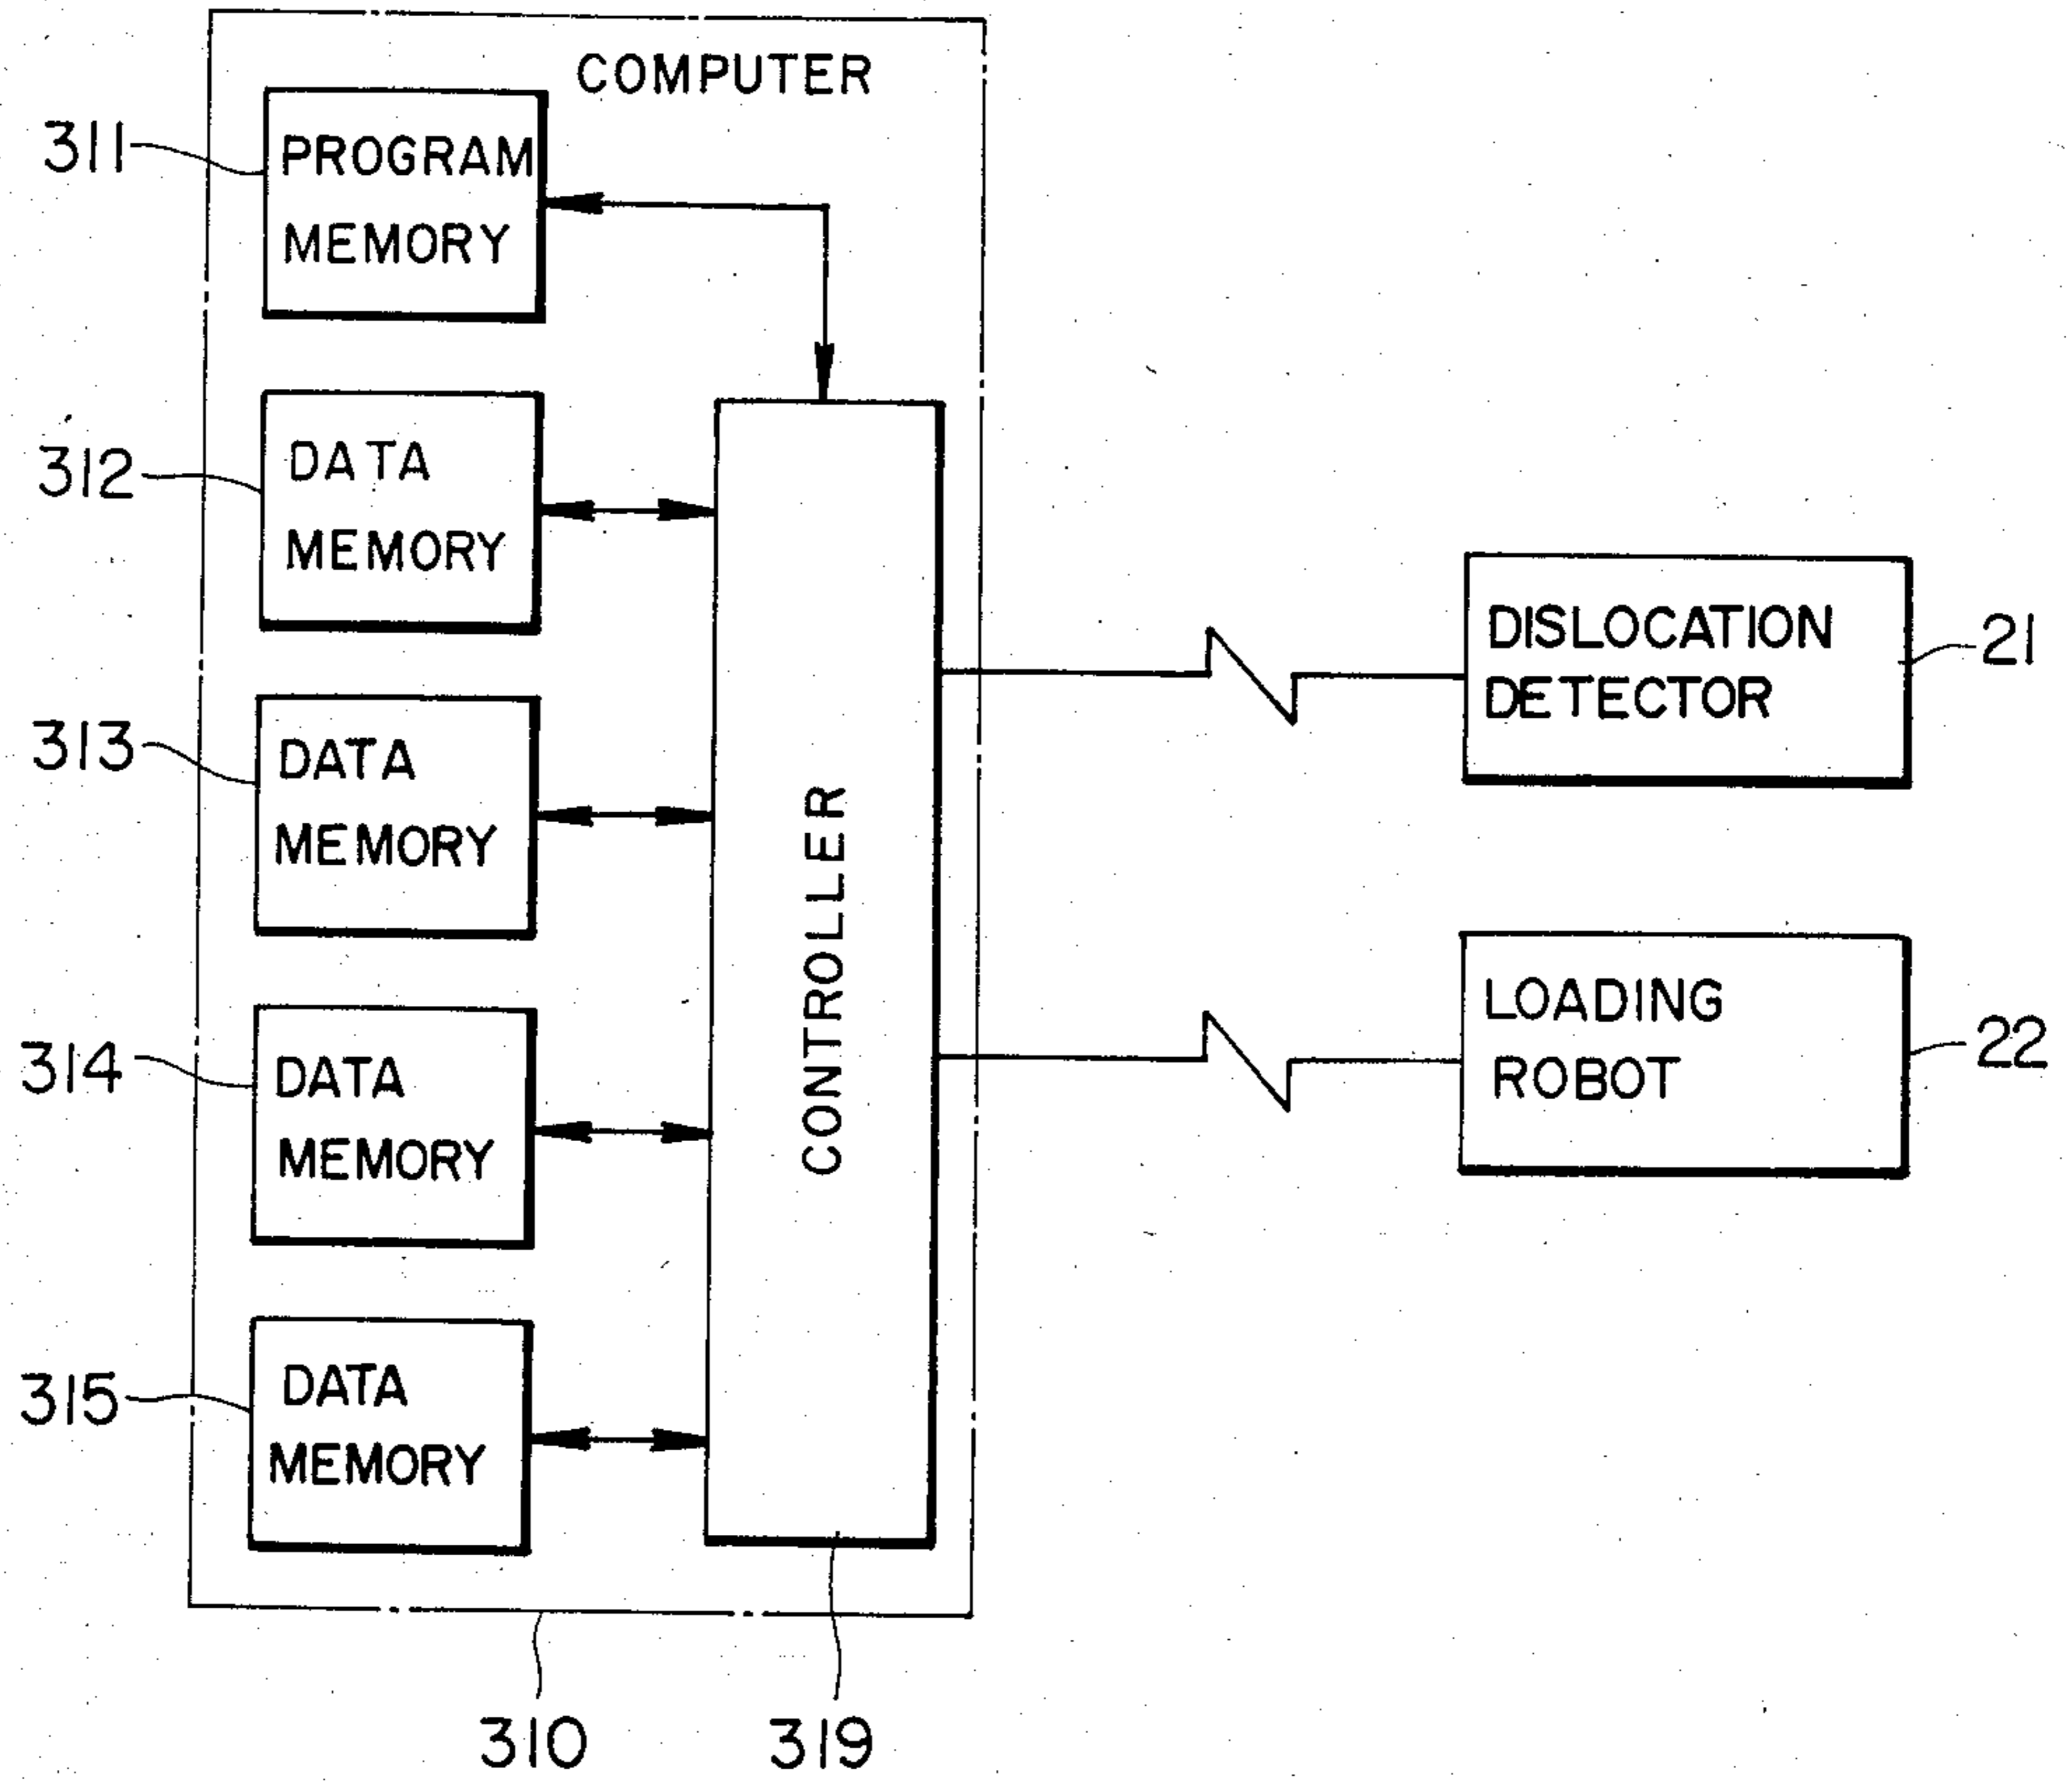 COMPUTER
311
PROGRAM
MEMORY
312
DATA
MEMORY
313
DATA
MEMORY
314
DATA
MEMORY
315
DATA
MEMORY
CONTROLLER
DISLOCATION
DETECTOR
21
LOADING
ROBOT
22
310
319